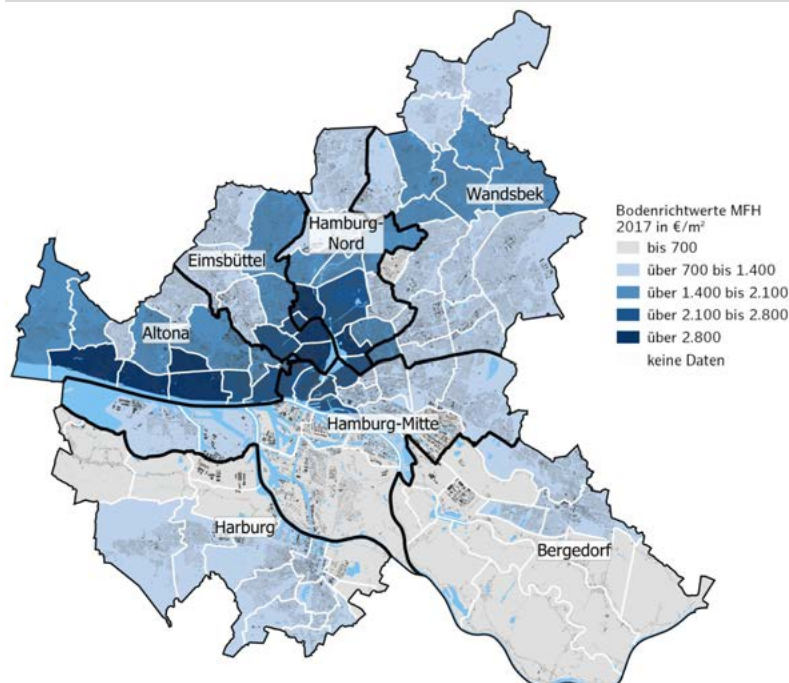 Wandsbek
Hamburg-
Nord
Eimsbüttel
Altona
Hamburg-Mitte
Harburg
Bergedorf
Bodenrichtwerte MFH
2017 in €/m²
bis 700
über 700 bis 1.400
über 1.400 bis 2.100
über 2.100 bis 2.800
über 2.800
keine Daten